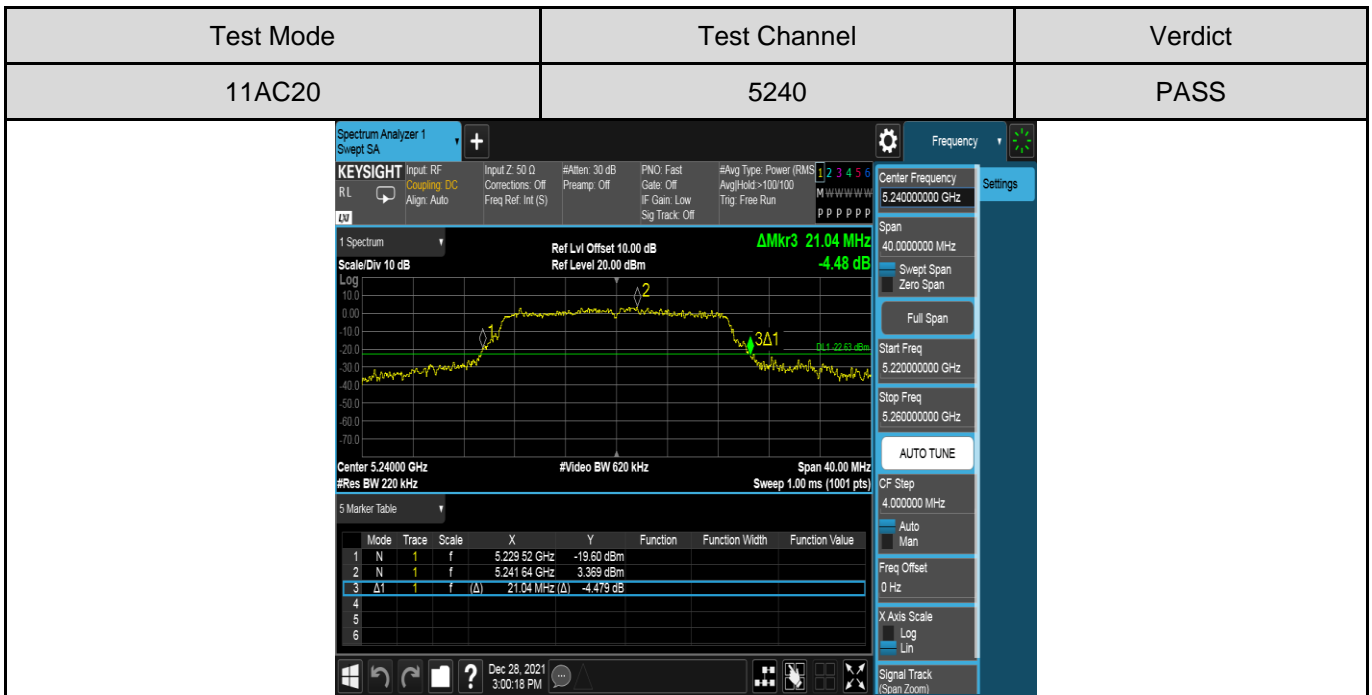 Test Mode Test Channel Verdict
11AC20 5240 PASS
Spectrum Analyzer 1
Swept SA
+
Frequency
KEYSIGHT Input: RF Input Z: 50 Ω #Atten: 30 dB PNO: Fast #Avg Type: Power (RMS 1 2 3 4 5 6
RL Coupling: DC Corrections: Off Preamp: Off Gate: Off Avg|Hold:>100/100 M W W W W W
Align: Auto Freq Ref: Int (S) IF Gain: Low Trig: Free Run
LXI Sig Track: Off P P P P P P
1 Spectrum
Ref Lvl Offset 10.00 dB ΔMkr3 21.04 MHz
Scale/Div 10 dB Ref Level 20.00 dBm -4.48 dB
Log
10.0
2
0.00
-10.0
1
3Δ1
-20.0
DL1 -22.63 dBm
-30.0
-40.0
-50.0
-60.0
-70.0
Center 5.24000 GHz #Video BW 620 kHz Span 40.00 MHz
#Res BW 220 kHz Sweep 1.00 ms (1001 pts)
5 Marker Table
Mode Trace Scale X Y Function Function Width Function Value
1 N 1 f 5.229 52 GHz -19.60 dBm
2 N 1 f 5.241 64 GHz 3.369 dBm
3 Δ1 1 f (Δ) 21.04 MHz (Δ) -4.479 dB
4
5
6
?
Dec 28, 2021
3:00:18 PM
Center Frequency
5.240000000 GHz
Settings
Span
40.0000000 MHz
Swept Span
Zero Span
Full Span
Start Freq
5.220000000 GHz
Stop Freq
5.260000000 GHz
AUTO TUNE
CF Step
4.000000 MHz
Auto
Man
Freq Offset
0 Hz
X Axis Scale
Log
Lin
Signal Track
(Span Zoom)